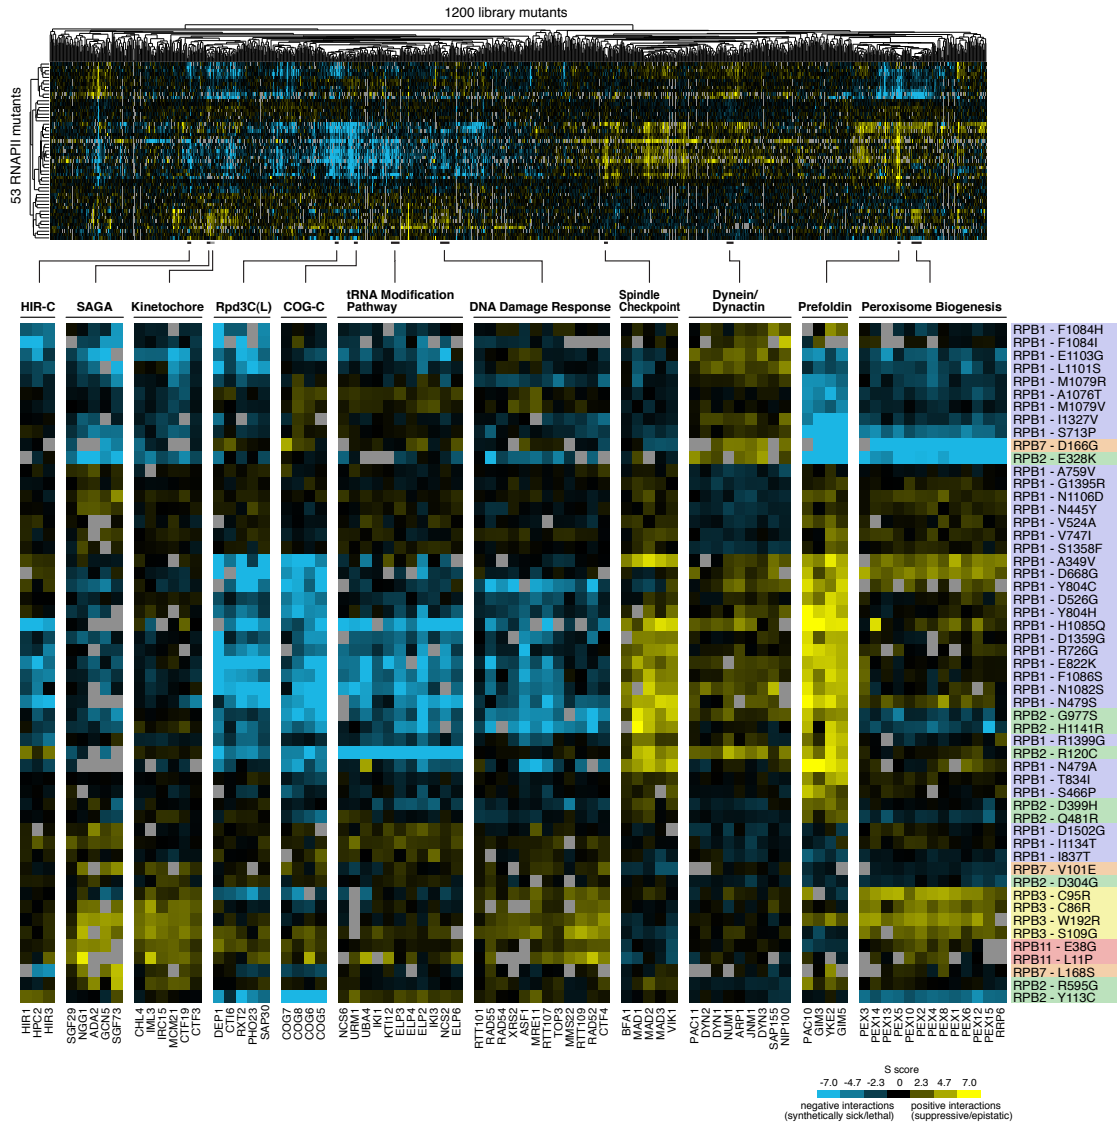 1200 library mutants
53 RNAPII mutants
HIR-C
SAGA
Kinetochore
Rpd3C(L)
COG-C
tRNA Modification
Pathway
DNA Damage Response
Spindle
Checkpoint
Dynein/
Dynactin
Prefoldin
Peroxisome Biogenesis
RPB1 - F1084H
RPB1 - F1084I
RPB1 - E1103G
RPB1 - L1101S
RPB1 - M1079R
RPB1 - A1076T
RPB1 - M1079V
RPB1 - I1327V
RPB1 - S713P
RPB7 - D166G
RPB2 - E328K
RPB1 - A759V
RPB1 - G1395R
RPB1 - N1106D
RPB1 - N445Y
RPB1 - V524A
RPB1 - V747I
RPB1 - S1358F
RPB1 - A349V
RPB1 - D668G
RPB1 - Y804C
RPB1 - D526G
RPB1 - Y804H
RPB1 - H1085Q
RPB1 - D1359G
RPB1 - R726G
RPB1 - E822K
RPB1 - F1086S
RPB1 - N1082S
RPB1 - N479S
RPB2 - G977S
RPB2 - H1141R
RPB1 - R1399G
RPB2 - R120C
RPB1 - N479A
RPB1 - T834I
RPB1 - S466P
RPB2 - D399H
RPB2 - Q481R
RPB1 - D1502G
RPB1 - I1134T
RPB1 - I837T
RPB7 - V101E
RPB2 - D304G
RPB3 - C95R
RPB3 - C86R
RPB3 - W192R
RPB3 - S109G
RPB11 - E38G
RPB11 - L11P
RPB7 - L168S
RPB2 - R595G
RPB2 - Y113C
HIR1
HPC2
HIR3
SGF29
NGG1
ADA2
GCN5
SGF73
CHL4
IML3
IRC15
MCM21
CTF19
CTF3
DEP1
CTI6
RXT2
PHO23
SAP30
COG7
COG8
COG6
COG5
NCS6
URM1
UBA4
IKI1
KTI12
ELP3
ELP4
ELP2
IKI3
NCS2
ELP6
RTT101
RAD55
RAD54
XRS2
ASF1
MRE11
RTT107
TOP3
MMS22
RTT109
RAD52
CTF4
BFA1
MAD1
MAD2
MAD3
VIK1
PAC11
DYN2
DYN1
NUM1
ARP1
JNM1
DYN3
SAP155
NIP100
PAC10
GIM3
YKE2
GIM5
PEX3
PEX14
PEX13
PEX5
PEX10
PEX2
PEX4
PEX8
PEX1
PEX6
PEX12
PEX15
RRP6
S score
-7.0 -4.7 -2.3 0 2.3 4.7 7.0
negative interactions
(synthetically sick/lethal)
positive interactions
(suppressive/epistatic)